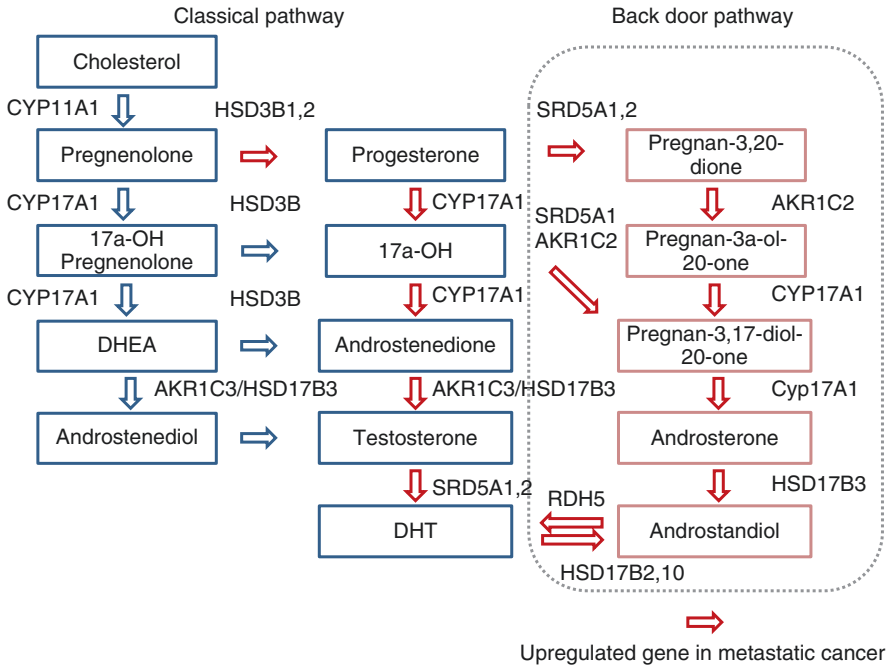 Classical pathway
Back door pathway
Cholesterol
CYP11A1
HSD3B1,2
SRD5A1,2
Pregnenolone
Progesterone
Pregnan-3,20-
dione
CYP17A1
HSD3B
CYP17A1
SRD5A1
AKR1C2
AKR1C2
17a-OH
Pregnenolone
17a-OH
Pregnan-3a-ol-
20-one
CYP17A1
HSD3B
CYP17A1
CYP17A1
DHEA
Androstenedione
Pregnan-3,17-diol-
20-one
AKR1C3/HSD17B3
AKR1C3/HSD17B3
Cyp17A1
Androstenediol
Testosterone
Androsterone
SRD5A1,2
RDH5
HSD17B3
DHT
Androstandiol
HSD17B2,10
Upregulated gene in metastatic cancer